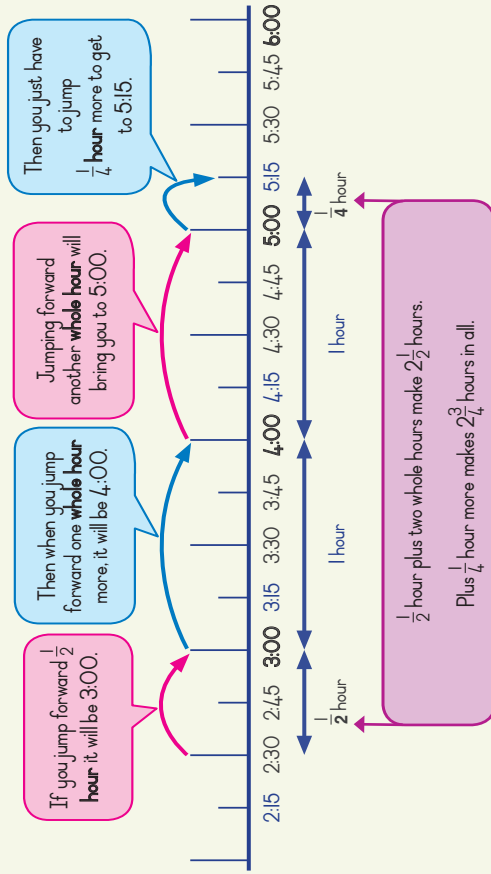 If you jump forward 1/2
hour it will be 3:00.
Then when you jump
forward one whole hour
more, it will be 4:00.
Jumping forward
another whole hour will
bring you to 5:00.
Then you just have
to jump
1/4 hour more to get
to 5:15.
2:15 2:30 2:45 3:00 3:15 3:30 3:45 4:00 4:15 4:30 4:45 5:00 5:15 5:30 5:45 6:00
1/2 hour 1 hour 1 hour 1/4 hour
1/2 hour plus two whole hours make 2 1/2 hours.
Plus 1/4 hour more makes 2 3/4 hours in all.